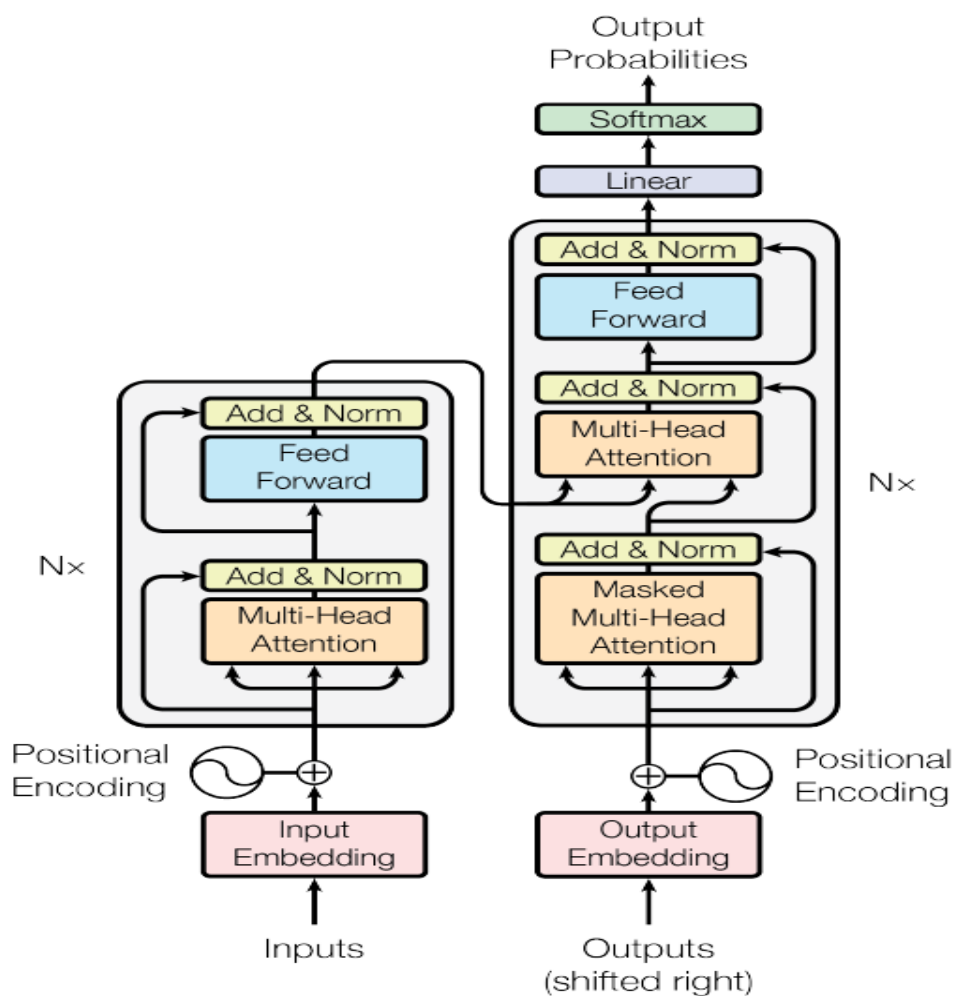 Output
Probabilities
Softmax
Linear
Add & Norm
Feed
Forward
Add & Norm
Multi-Head
Attention
Add & Norm
Masked
Multi-Head
Attention
Nx
Add & Norm
Feed
Forward
Add & Norm
Multi-Head
Attention
Nx
Positional
Encoding
Positional
Encoding
Input
Embedding
Output
Embedding
Inputs
Outputs
(shifted right)